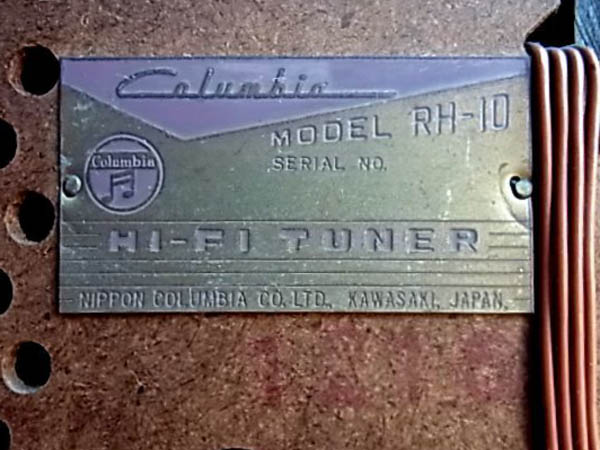 Columbia
MODEL RH-10
Columbia
SERIAL NO.
HI-FI TUNER
NIPPON COLUMBIA CO. LTD., KAWASAKI, JAPAN.